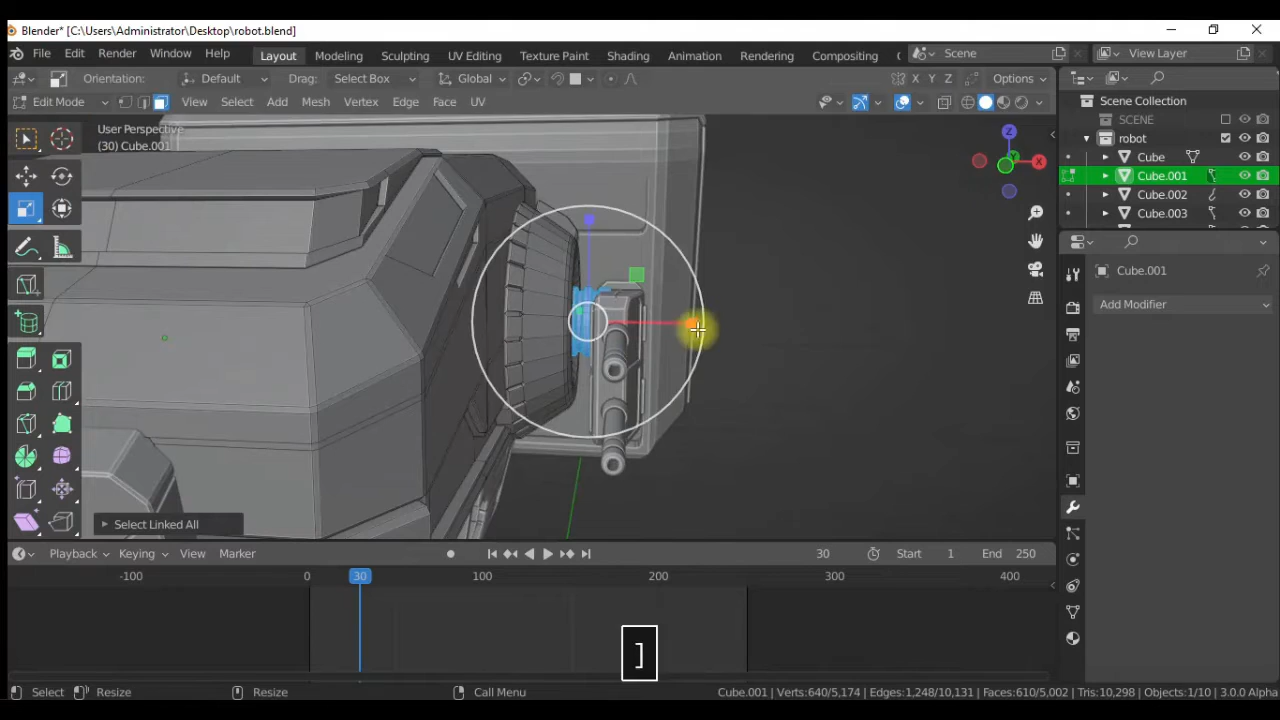 Blender* [C:\Users\Administrator\Desktop\robot.blend]
File Edit Render Window Help Layout Modeling Sculpting UV Editing Texture Paint Shading Animation Rendering Compositing Scene View Layer
Orientation: Default Drag: Select Box Global X Y Z Options
Edit Mode View Select Add Mesh Vertex Edge Face UV
Scene Collection
SCENE
robot
Cube
Cube.001
Cube.002
Cube.003
User Perspective
(30) Cube.001
Z
X
Cube.001
Add Modifier
Select Linked All
Playback Keying View Marker 30 Start 1 End 250
-100 0 30 100 200 300 400
]
Select Resize Resize Call Menu Cube.001 | Verts:640/5,174 | Edges:1,248/10,131 | Faces:610/5,002 | Tris:10,298 | Objects:1/10 | 3.0.0 Alpha